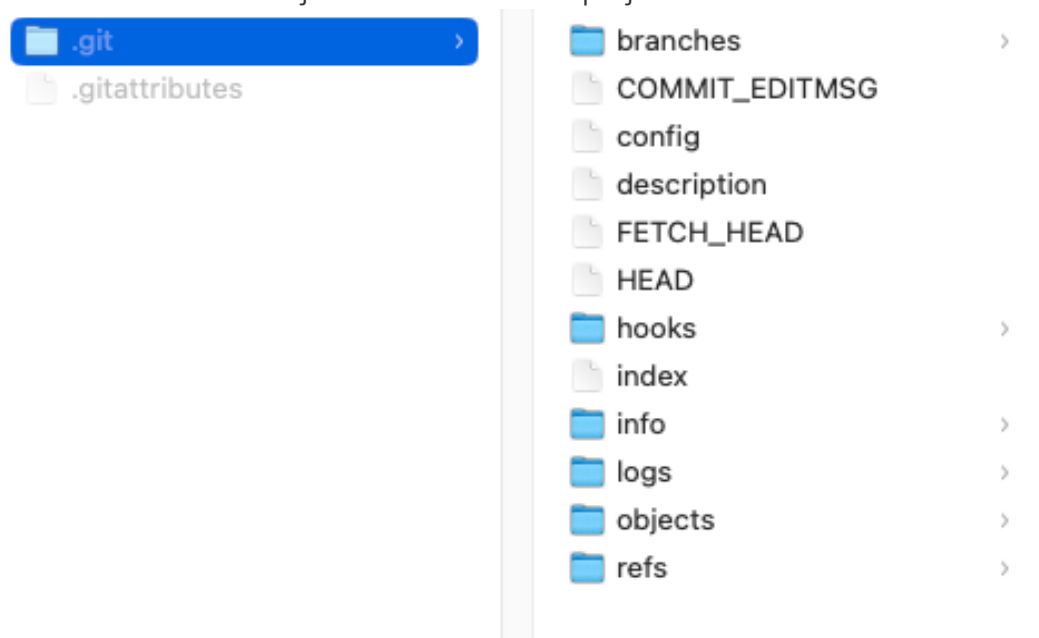 .git
.gitattributes
branches
COMMIT_EDITMSG
config
description
FETCH_HEAD
HEAD
hooks
index
info
logs
objects
refs